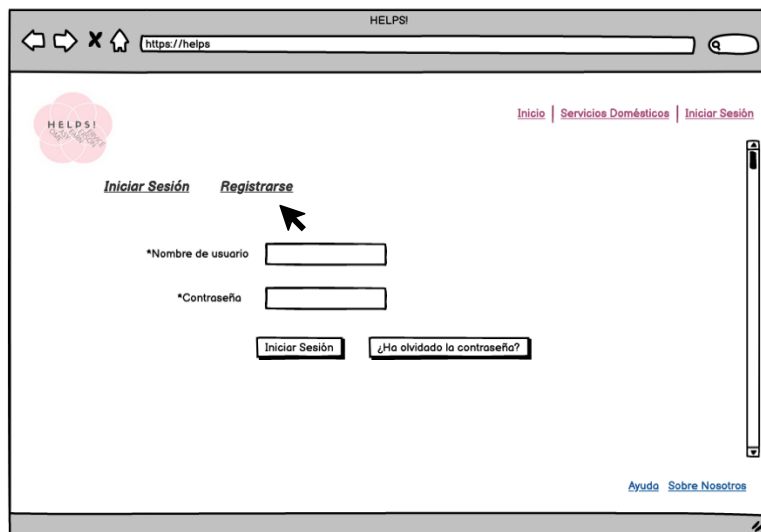 HELPS!
https://helps
HELPS!
Inicio | Servicios Domésticos | Iniciar Sesión
Iniciar Sesión Registrarse
*Nombre de usuario
*Contraseña
Iniciar Sesión ¿Ha olvidado la contraseña?
Ayuda Sobre Nosotros